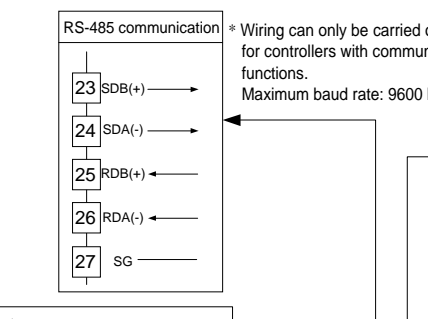 RS-485 communication
* Wiring can only be carried
for controllers with
functions.
Maximum baud rate: 9600
23 SDB(+)
24 SDA(-)
25 RDB(+)
26 RDA(-)
27 SG